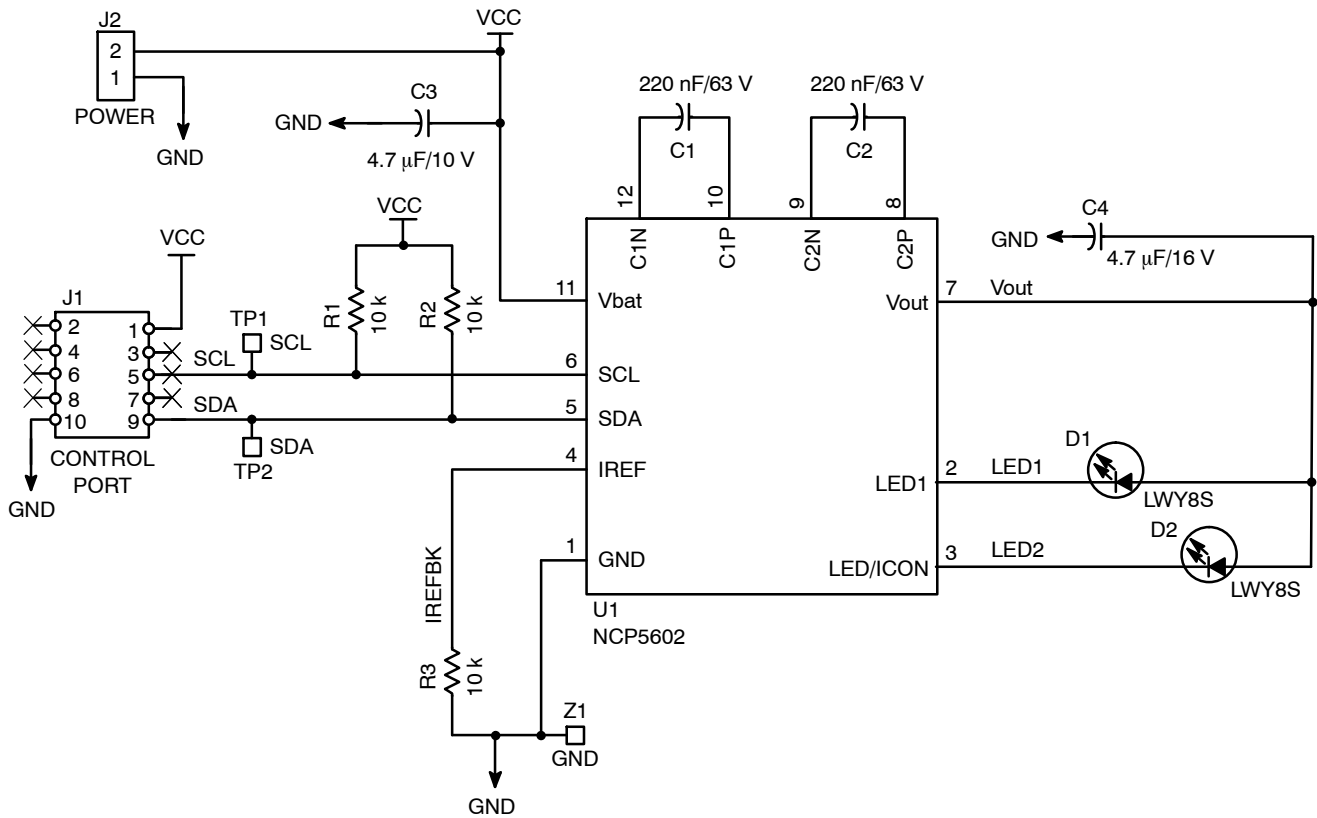 J2
2
1
POWER
GND
VCC
C3
GND
4.7 μF/10 V
220 nF/63 V
C1
220 nF/63 V
C2
12
10
9
8
C1N
C1P
C2N
C2P
C4
GND
4.7 μF/16 V
VCC
VCC
J1
2
4
6
8
10
1
3
5
7
9
CONTROL
PORT
GND
TP1
SCL
SCL
SDA
SDA
TP2
R1
10 k
R2
10 k
11
Vbat
6
SCL
5
SDA
4
IREF
1
GND
7
Vout
Vout
2
LED1
LED1
3
LED/ICON
LED2
D1
LWY8S
D2
LWY8S
U1
NCP5602
IREFBK
R3
10 k
Z1
GND
GND